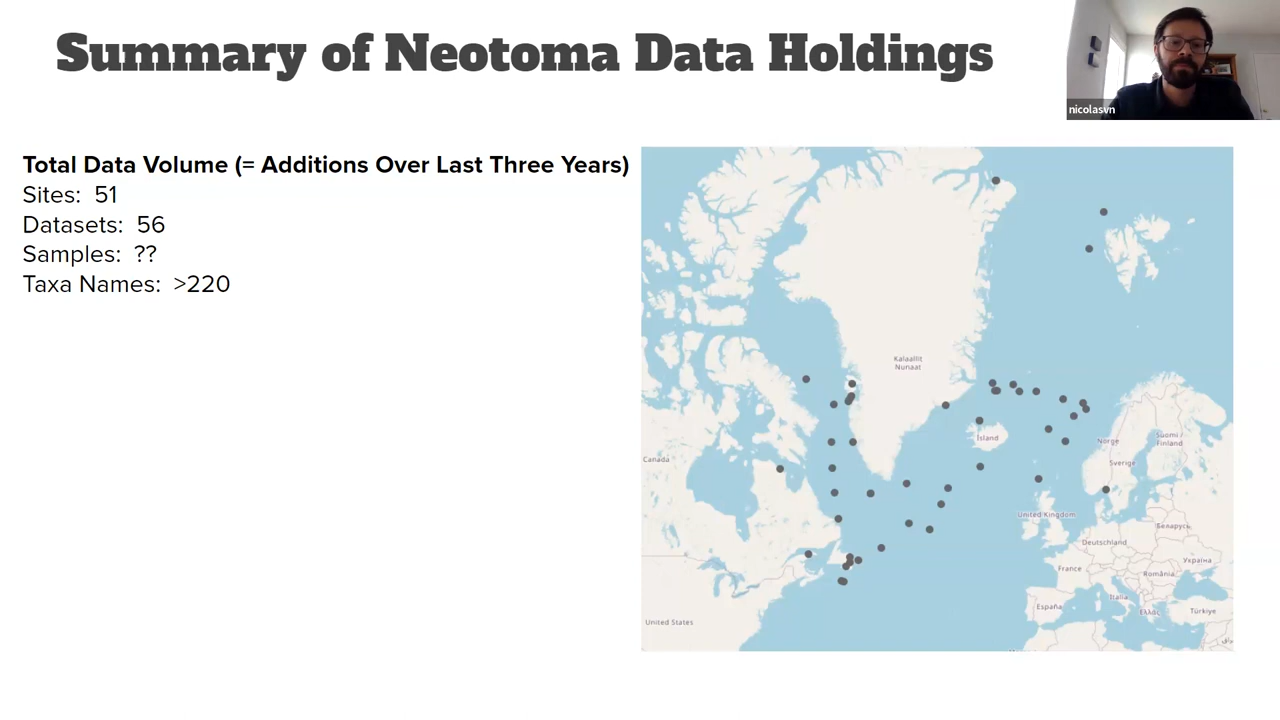 Summary of Neotoma Data Holdings
nicolasvn
Total Data Volume (= Additions Over Last Three Years)
Sites: 51
Datasets: 56
Samples: ??
Taxa Names: >220
Kalaallit
Nunaat
Ísland
Norge
Suomi /
Finland
Sverige
Canada
United Kingdom
Беларусь
Deutschland
France
Україна
România
Italia
España
Ελλάς
Türkiye
United States